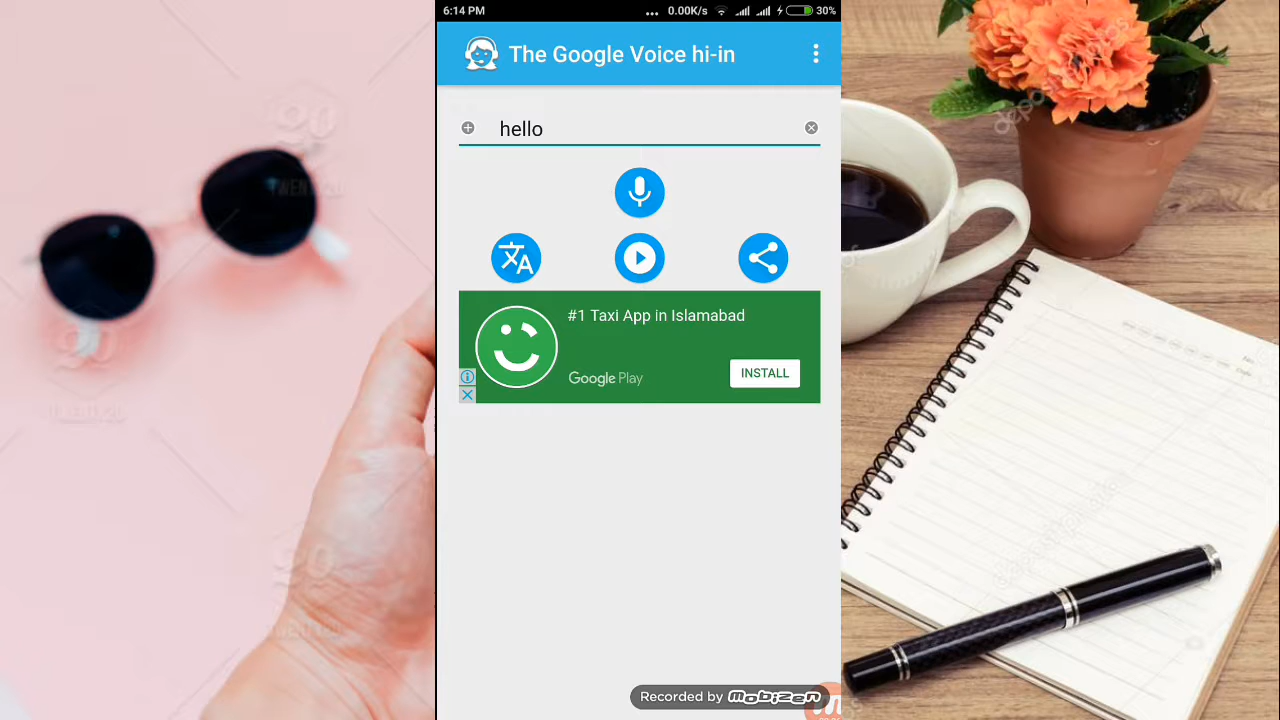 6:14 PM
... 0.00K/s 30%
The Google Voice hi-in
hello
#1 Taxi App in Islamabad
Google Play
INSTALL
Recorded by mobizen